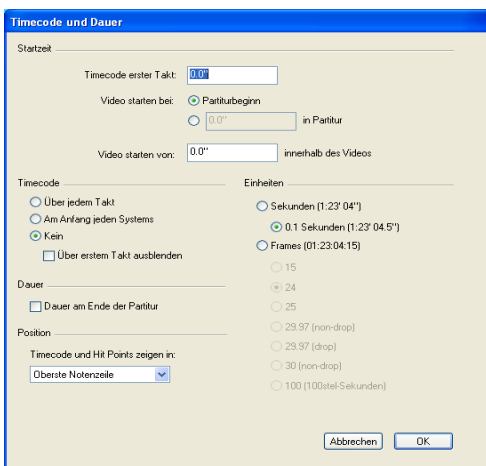 Timecode und Dauer
Startzeit
Timecode erster Takt: 0.0"
Video starten bei: Partiturbeginn
0.0" in Partitur
Video starten von: 0.0" innerhalb des Videos
Timecode
Über jedem Takt
Am Anfang jeden Systems
Kein
Über erstem Takt ausblenden
Dauer
Dauer am Ende der Partitur
Position
Timecode und Hit Points zeigen in:
Oberste Notenzeile
Einheiten
Sekunden (1:23' 04")
0.1 Sekunden (1:23' 04.5")
Frames (01:23:04:15)
15
24
25
29.97 (non-drop)
29.97 (drop)
30 (non-drop)
100 (100stel-Sekunden)
Abbrechen
OK